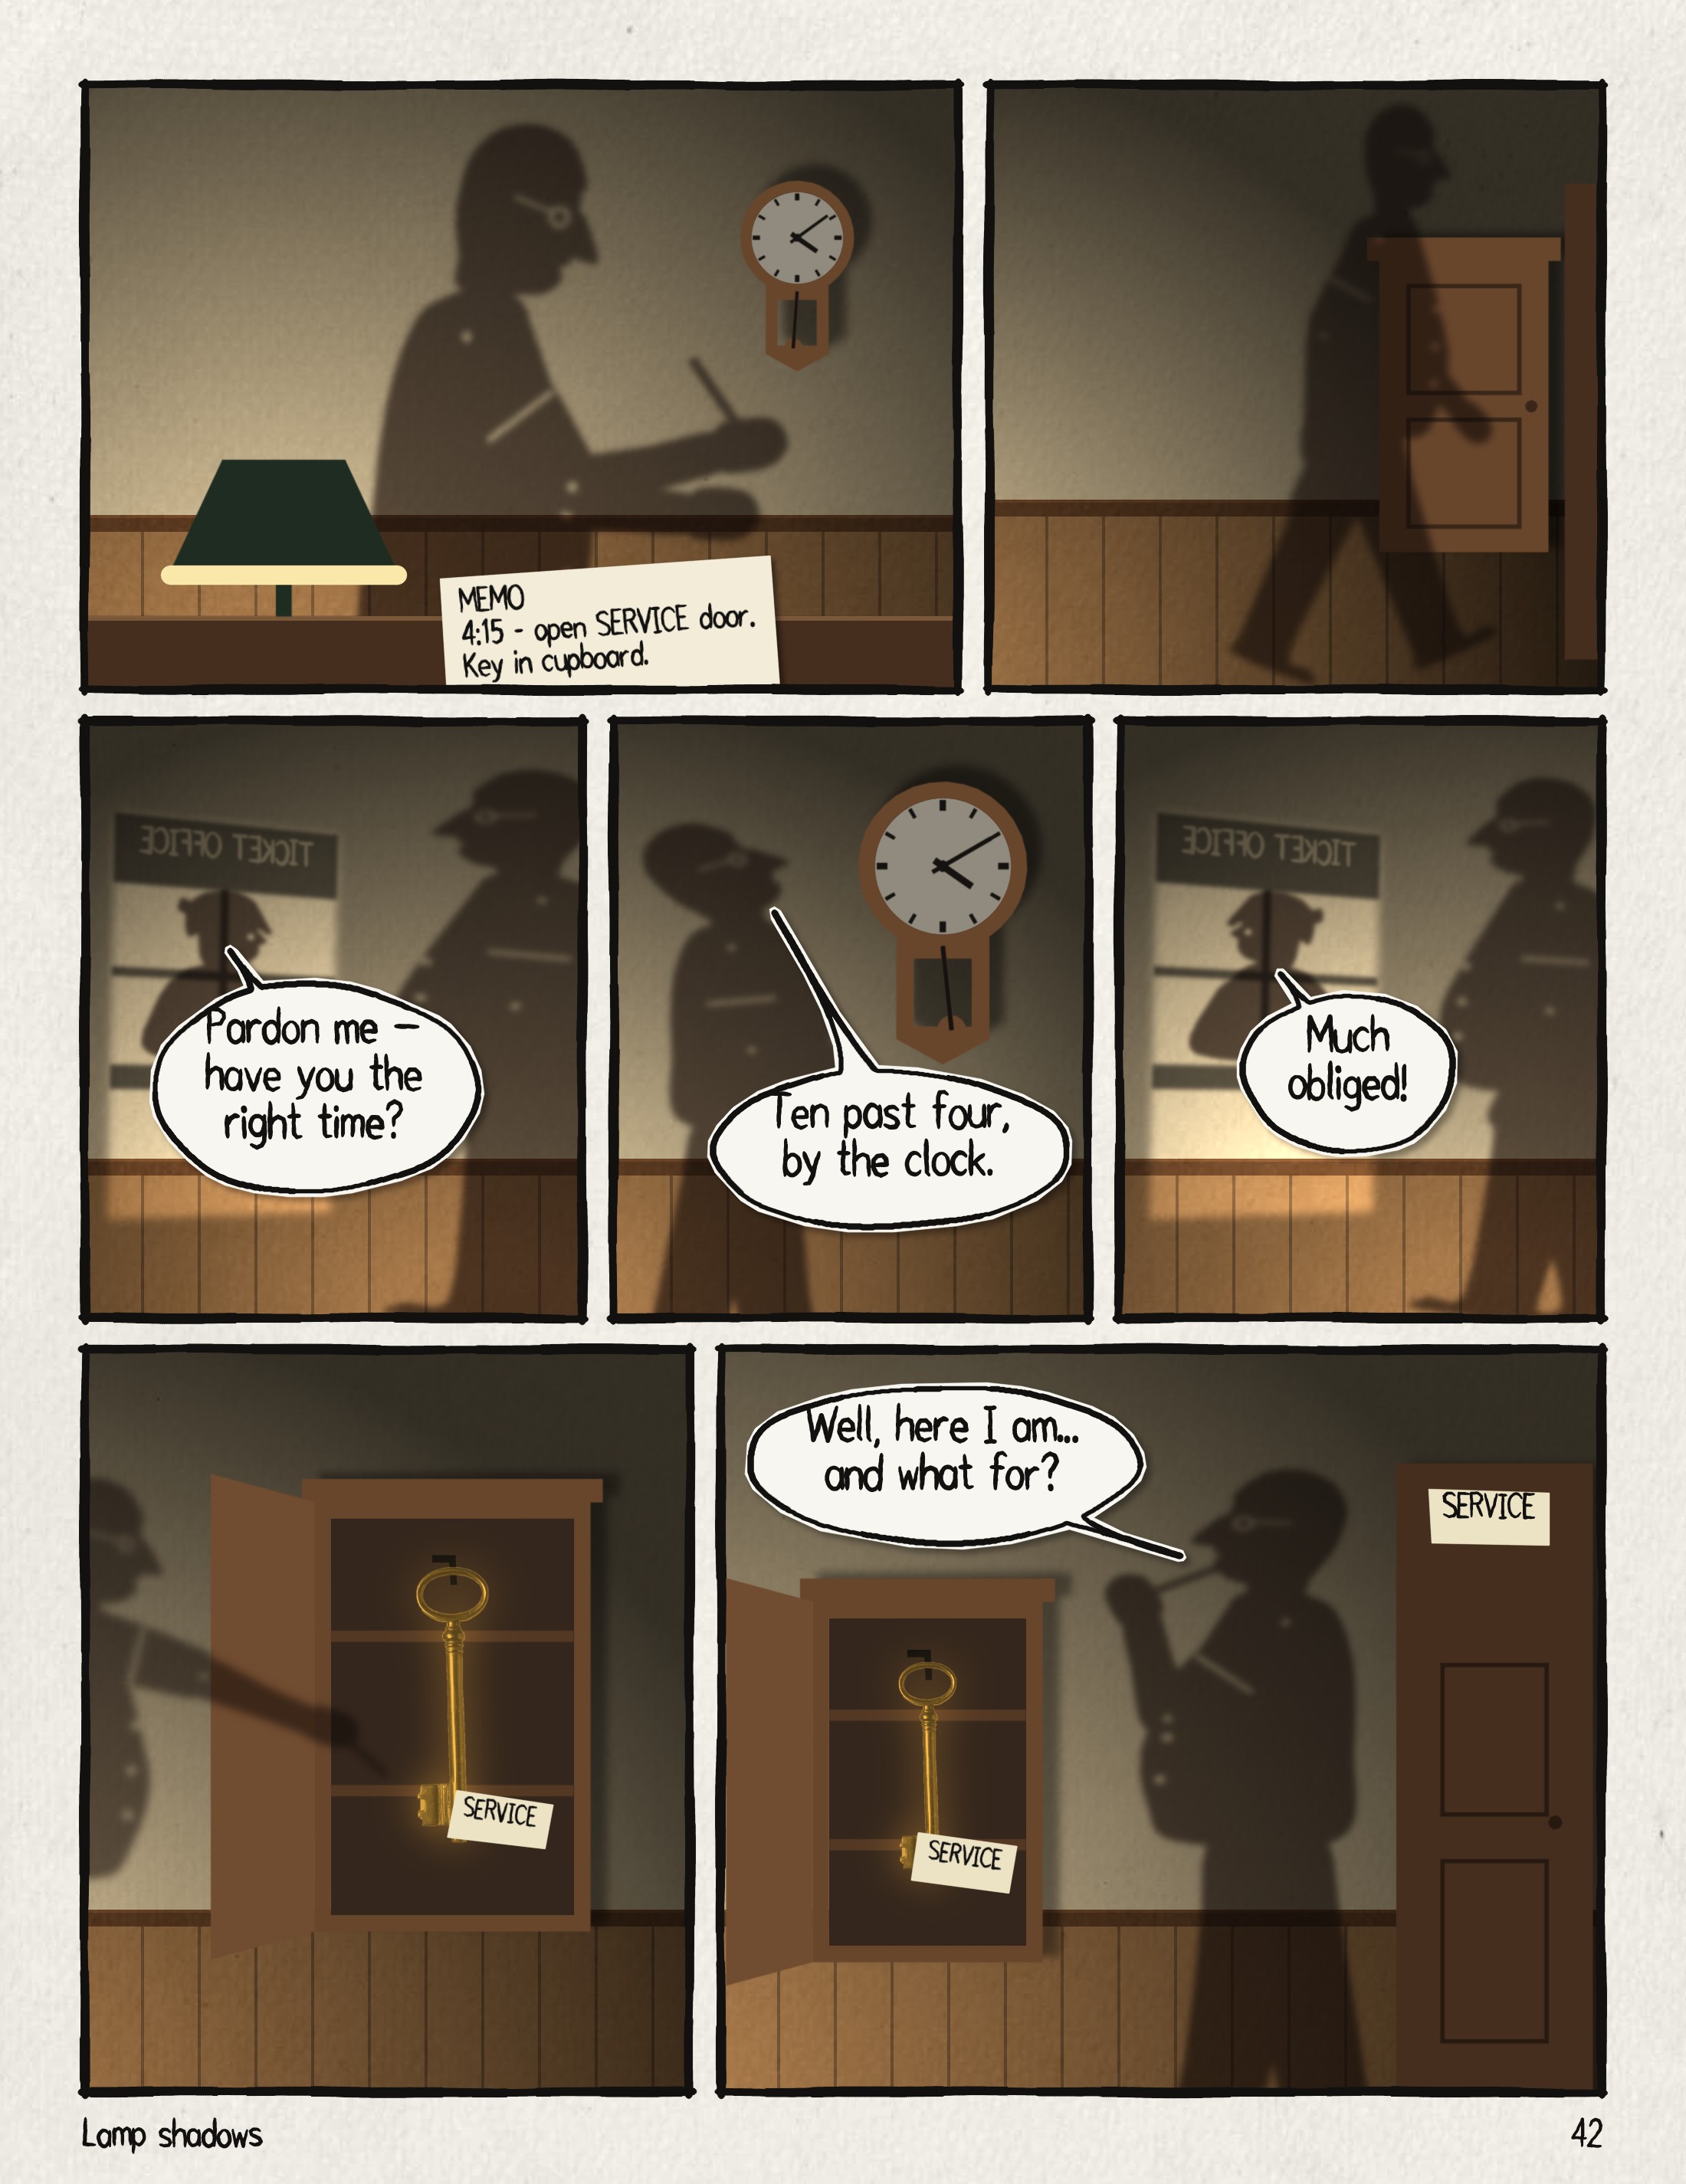 MEMO
4:15 - open SERVICE door.
Key in cupboard.
TICKET OFFICE
Pardon me —
have you the
right time?
Ten past four,
by the clock.
TICKET OFFICE
Much
obliged!
SERVICE
Well, here I am...
and what for?
SERVICE
SERVICE
Lamp shadows
42